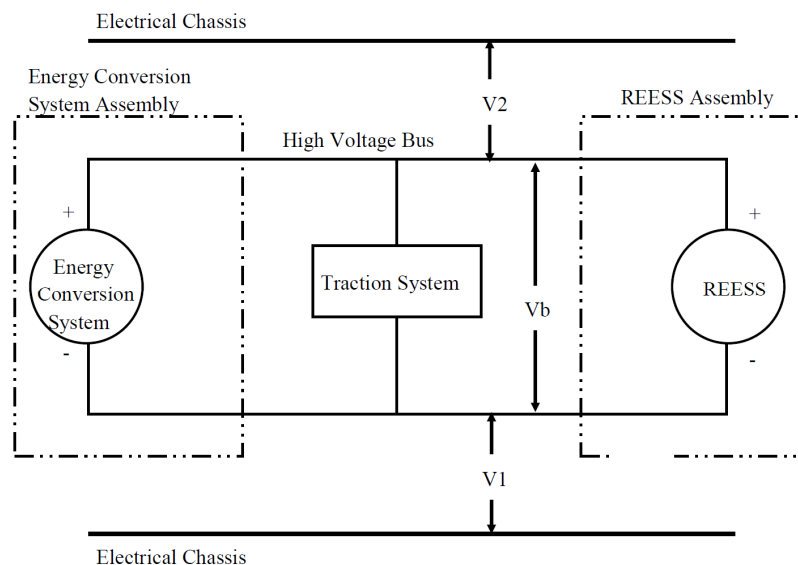 Electrical Chassis
Energy Conversion
System Assembly
V2
REESS Assembly
High Voltage Bus
+
+
Energy
Conversion
System
Traction System
REESS
Vb
-
-
V1
Electrical Chassis